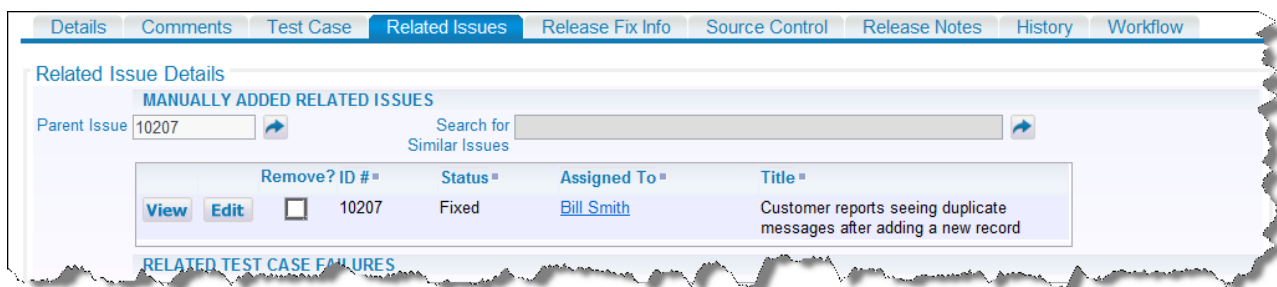 Details Comments Test Case Related Issues Release Fix Info Source Control Release Notes History Workflow
Related Issue Details
MANUALLY ADDED RELATED ISSUES
Parent Issue 10207 Search for
Similar Issues
Remove? ID # Status Assigned To Title
View Edit 10207 Fixed Bill Smith Customer reports seeing duplicate
messages after adding a new record
RELATED TEST CASE FAILURES